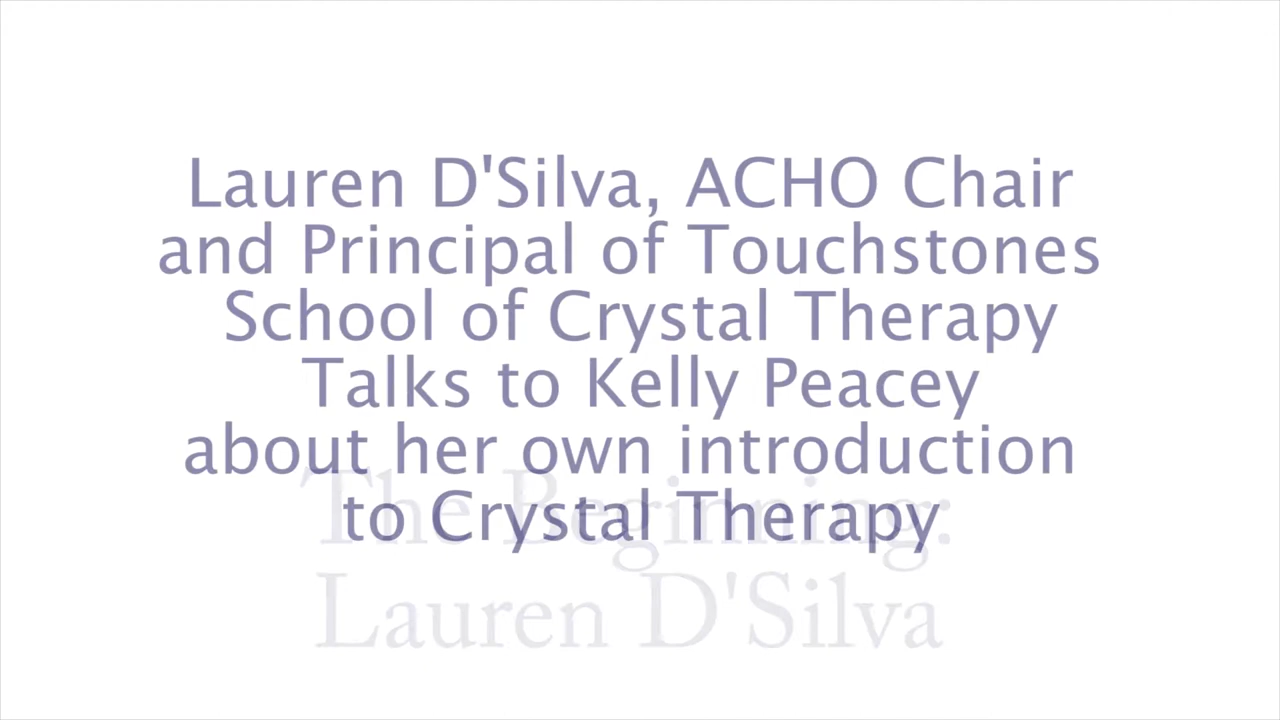 Lauren D'Silva, ACHO Chair
and Principal of Touchstones
School of Crystal Therapy
Talks to Kelly Peacey
about her own introduction
to Crystal Therapy
The Beginning:
Lauren D'Silva